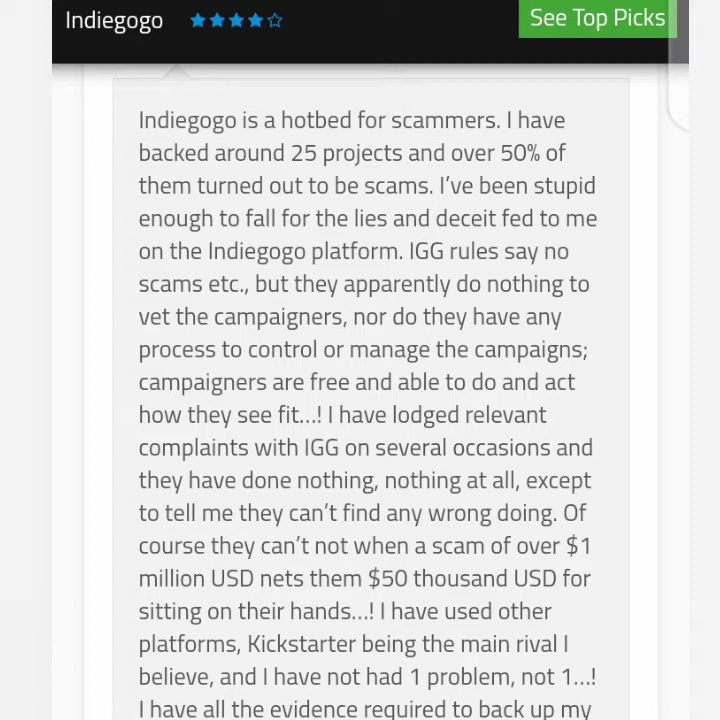 Indiegogo
See Top Picks
Indiegogo is a hotbed for scammers. I have
backed around 25 projects and over 50% of
them turned out to be scams. I've been stupid
enough to fall for the lies and deceit fed to me
on the Indiegogo platform. IGG rules say no
scams etc., but they apparently do nothing to
vet the campaigners, nor do they have any
process to control or manage the campaigns;
campaigners are free and able to do and act
how they see fit...! I have lodged relevant
complaints with IGG on several occasions and
they have done nothing, nothing at all, except
to tell me they can't find any wrong doing. Of
course they can't not when a scam of over $1
million USD nets them $50 thousand USD for
sitting on their hands...! I have used other
platforms, Kickstarter being the main rival I
believe, and I have not had 1 problem, not 1...!
I have all the evidence required to back up my